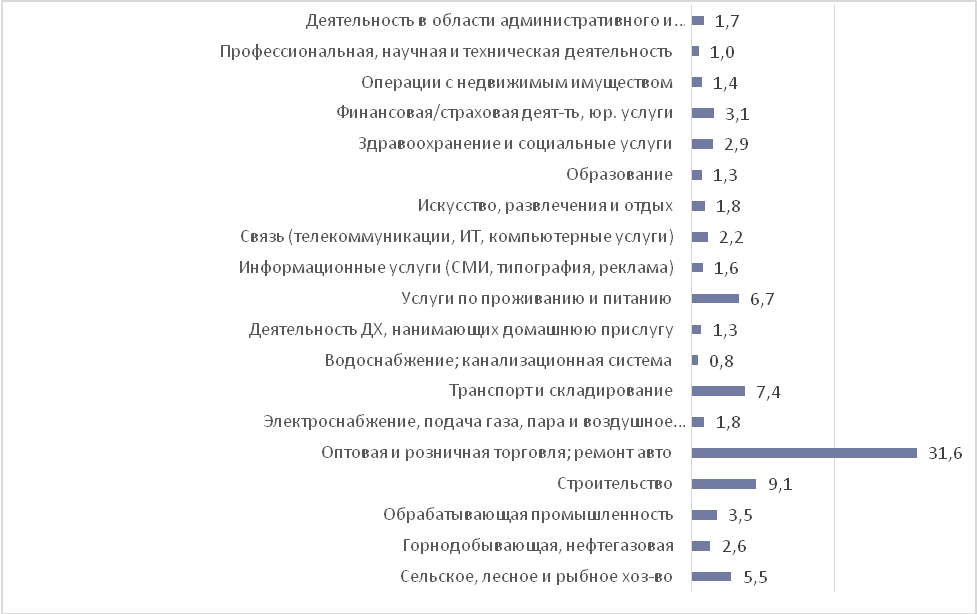 Деятельность в области административного и... 1,7
Профессиональная, научная и техническая деятельность 1,0
Операции с недвижимым имуществом 1,4
Финансовая/страховая деят-ть, юр. услуги 3,1
Здравоохранение и социальные услуги 2,9
Образование 1,3
Искусство, развлечения и отдых 1,8
Связь (телекоммуникации, ИТ, компьютерные услуги) 2,2
Информационные услуги (СМИ, типография, реклама) 1,6
Услуги по проживанию и питанию 6,7
Деятельность ДХ, нанимающих домашнюю прислугу 1,3
Водоснабжение; канализационная система 0,8
Транспорт и складирование 7,4
Электроснабжение, подача газа, пара и воздушное... 1,8
Оптовая и розничная торговля; ремонт авто 31,6
Строительство 9,1
Обрабатывающая промышленность 3,5
Горнодобывающая, нефтегазовая 2,6
Сельское, лесное и рыбное хоз-во 5,5